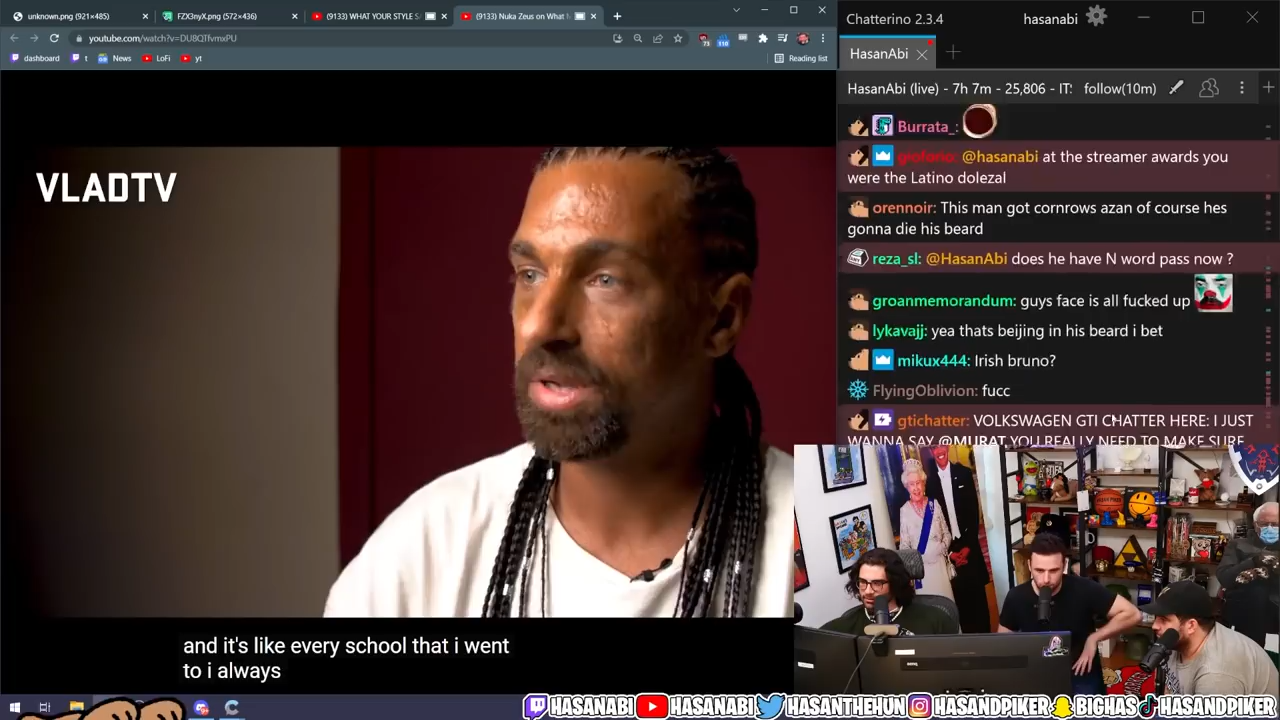 unknown.png (921×485)
FZX3nyX.png (572×436)
(9133) WHAT YOUR STYLE S
(9133) Nuka Zeus on What
youtube.com/watch?v=DU8QTfvmxPU
73
110
dashboard
t
News
LoFi
yt
Reading list
VLADTV
and it's like every school that i went
to i always
Chatterino 2.3.4
hasanabi
HasanAbi
HasanAbi (live) - 7h 7m - 25,806 - IT:
follow(10m)
Burrata_:
gioforio: @hasanabi at the streamer awards you
were the Latino dolezal
orennoir: This man got cornrows azan of course hes
gonna die his beard
reza_sl: @HasanAbi does he have N word pass now ?
groanmemorandum: guys face is all fucked up
lykavajj: yea thats beijing in his beard i bet
mikux444: Irish bruno?
FlyingOblivion: fucc
gtichatter: VOLKSWAGEN GTI CHATTER HERE: I JUST
WANNA SAY @MURAT YOU REALLY NEED TO MAKE SURE
HASANABI
HASANABI
HASANTHEHUN
HASANDPIKER
BIGHAS
HASANDPIKER